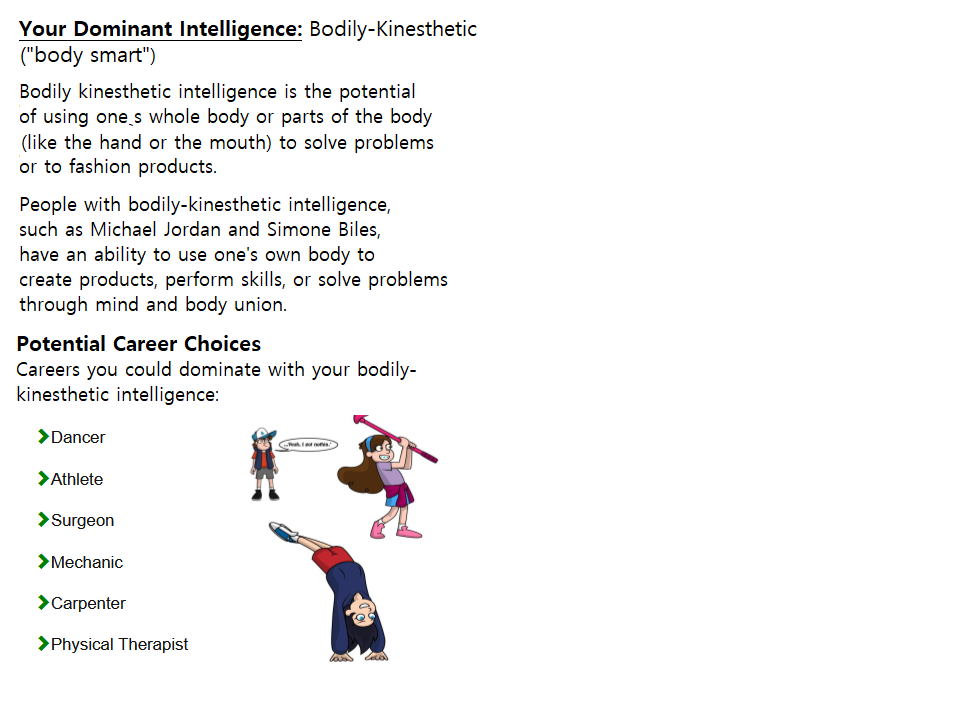 Your Dominant Intelligence: Bodily-Kinesthetic
("body smart")
Bodily kinesthetic intelligence is the potential
of using one ̰s whole body or parts of the body
(like the hand or the mouth) to solve problems
or to fashion products.
People with bodily-kinesthetic intelligence,
such as Michael Jordan and Simone Biles,
have an ability to use one's own body to
create products, perform skills, or solve problems
through mind and body union.
Potential Career Choices
Careers you could dominate with your bodily-
kinesthetic intelligence:
Dancer
...Yeah, I got nothin.'
Athlete
Surgeon
Mechanic
Carpenter
Physical Therapist